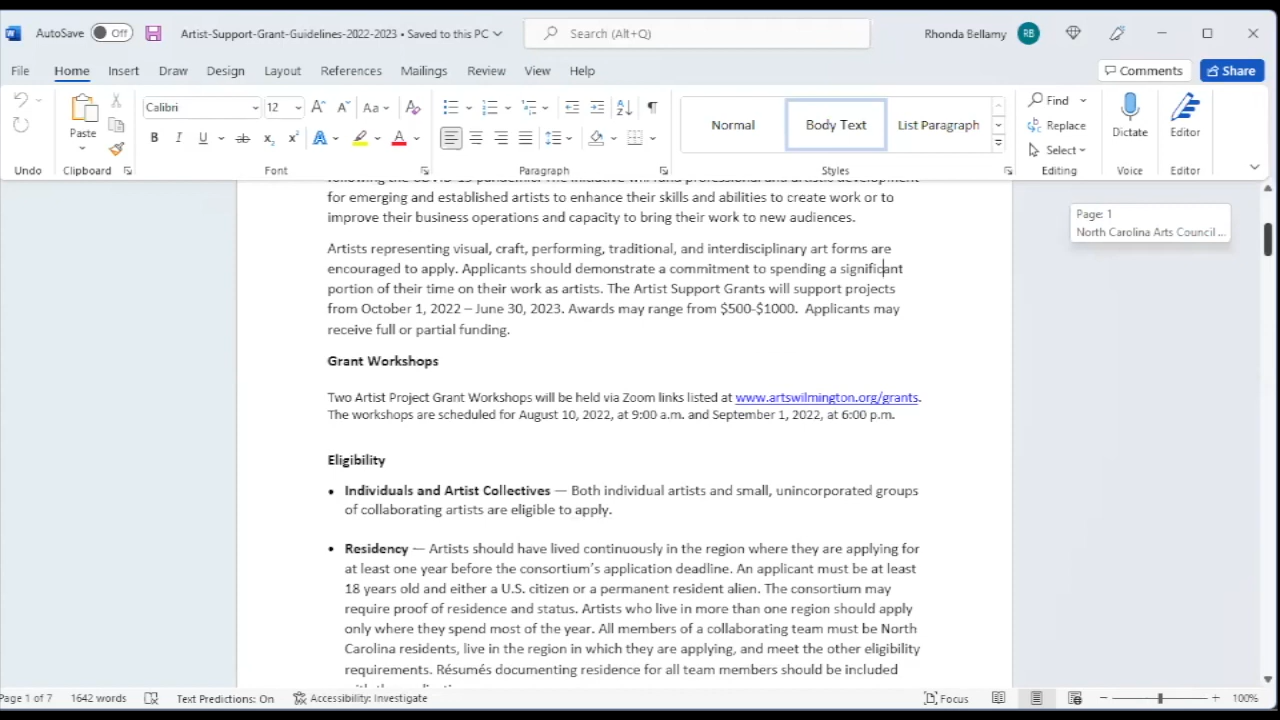 AutoSave Off Artist-Support-Grant-Guidelines-2022-2023 • Saved to this PC Search (Alt+Q) Rhonda Bellamy RB
File Home Insert Draw Design Layout References Mailings Review View Help Comments Share
Paste Calibri 12 Normal Body Text List Paragraph Find Replace Select Dictate Editor
Undo Clipboard Font Paragraph Styles Editing Voice Editor
following the COVID-19 pandemic. The initiative will fund professional and artistic development
for emerging and established artists to enhance their skills and abilities to create work or to
improve their business operations and capacity to bring their work to new audiences.
Page: 1
North Carolina Arts Council ...
Artists representing visual, craft, performing, traditional, and interdisciplinary art forms are
encouraged to apply. Applicants should demonstrate a commitment to spending a significant
portion of their time on their work as artists. The Artist Support Grants will support projects
from October 1, 2022 – June 30, 2023. Awards may range from $500-$1000.  Applicants may
receive full or partial funding.
Grant Workshops
Two Artist Project Grant Workshops will be held via Zoom links listed at www.artswilmington.org/grants.
The workshops are scheduled for August 10, 2022, at 9:00 a.m. and September 1, 2022, at 6:00 p.m.
Eligibility
• Individuals and Artist Collectives — Both individual artists and small, unincorporated groups
of collaborating artists are eligible to apply.
• Residency — Artists should have lived continuously in the region where they are applying for
at least one year before the consortium's application deadline. An applicant must be at least
18 years old and either a U.S. citizen or a permanent resident alien. The consortium may
require proof of residence and status. Artists who live in more than one region should apply
only where they spend most of the year. All members of a collaborating team must be North
Carolina residents, live in the region in which they are applying, and meet the other eligibility
requirements. Résumés documenting residence for all team members should be included
Page 1 of 7 1642 words Text Predictions: On Accessibility: Investigate Focus 100%